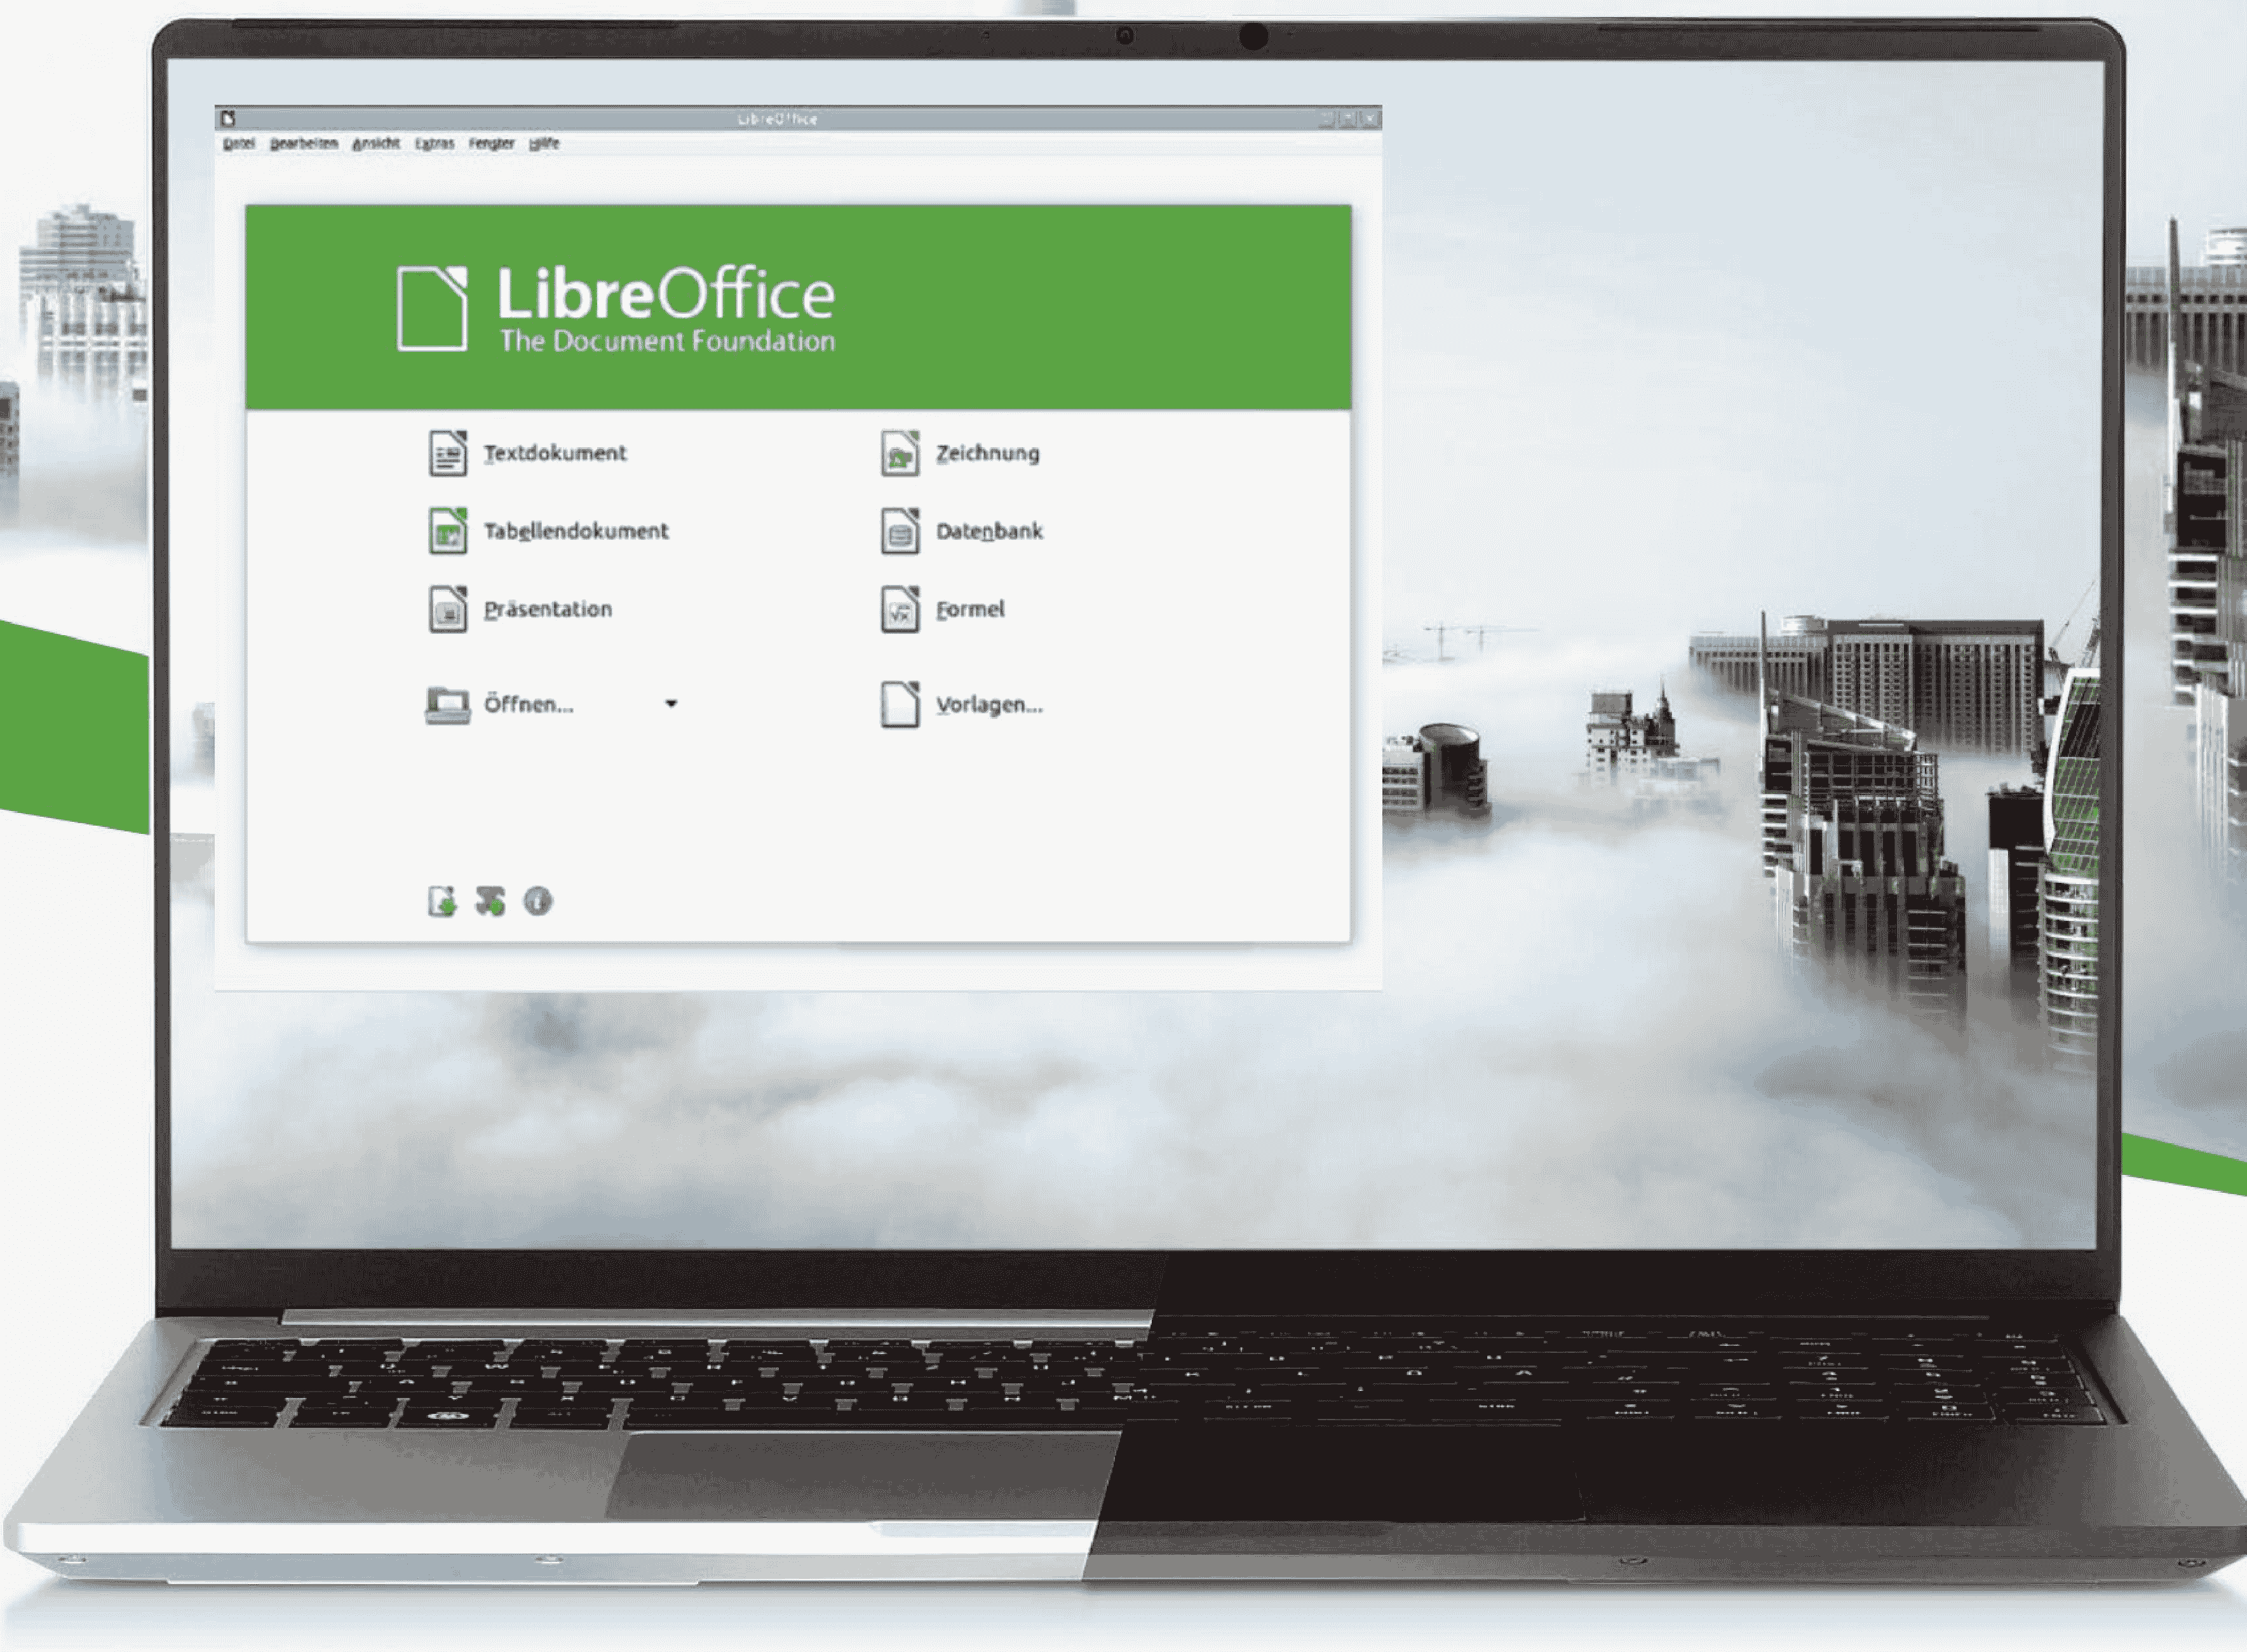 LibreOffice
Datei Bearbeiten Ansicht Extras Fenster Hilfe
LibreOffice
The Document Foundation
Textdokument
Zeichnung
Tabellendokument
Datenbank
Präsentation
Formel
Öffnen...
Vorlagen...